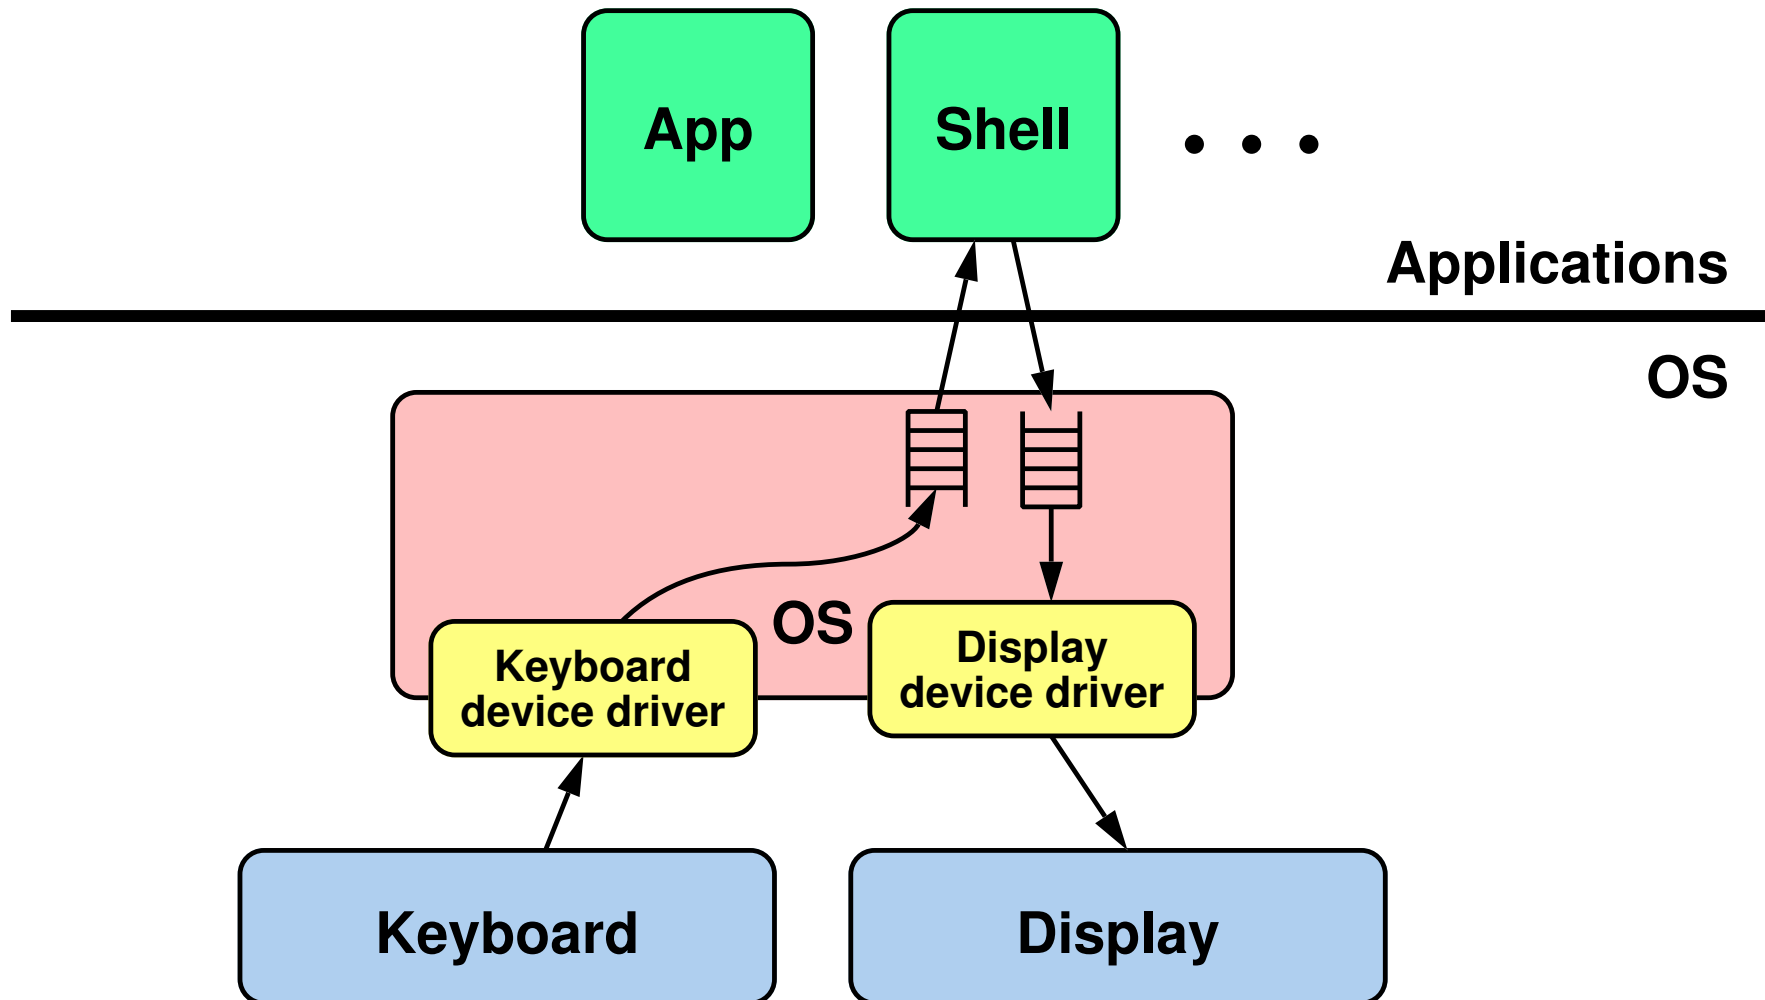 App
Shell
. . .
Applications
OS
OS
Keyboard
device driver
Display
device driver
Keyboard
Display